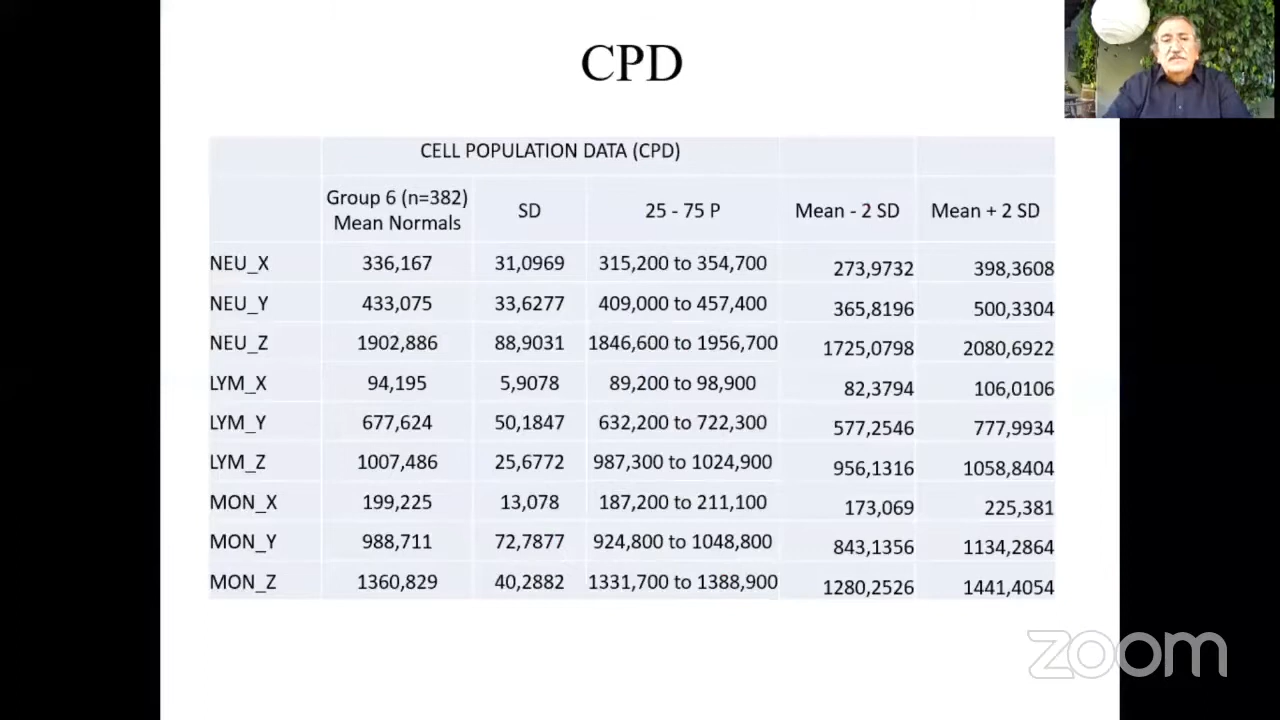 CPD
CELL POPULATION DATA (CPD)
Group 6 (n=382) Mean Normals SD 25 - 75 P Mean - 2 SD Mean + 2 SD
NEU_X 336,167 31,0969 315,200 to 354,700 273,9732 398,3608
NEU_Y 433,075 33,6277 409,000 to 457,400 365,8196 500,3304
NEU_Z 1902,886 88,9031 1846,600 to 1956,700 1725,0798 2080,6922
LYM_X 94,195 5,9078 89,200 to 98,900 82,3794 106,0106
LYM_Y 677,624 50,1847 632,200 to 722,300 577,2546 777,9934
LYM_Z 1007,486 25,6772 987,300 to 1024,900 956,1316 1058,8404
MON_X 199,225 13,078 187,200 to 211,100 173,069 225,381
MON_Y 988,711 72,7877 924,800 to 1048,800 843,1356 1134,2864
MON_Z 1360,829 40,2882 1331,700 to 1388,900 1280,2526 1441,4054
zoom